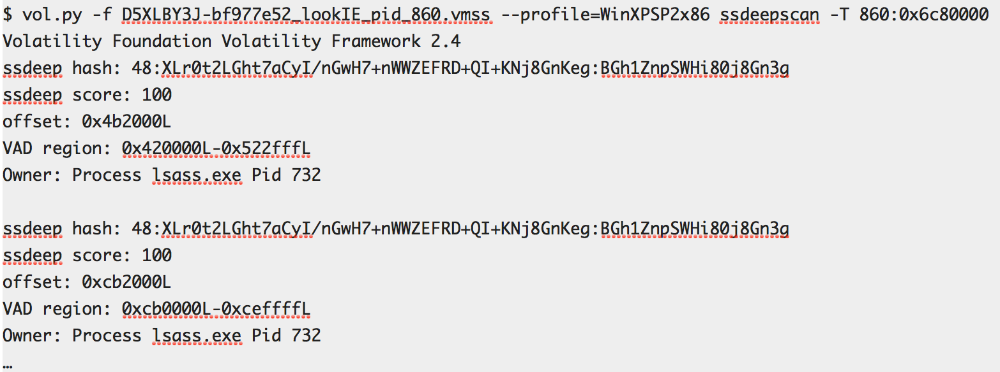 $ vol.py -f D5XLBY3J-bf977e52_lookIE_pid_860.vmss --profile=WinXPSP2x86 ssdeepscan -T 860:0x6c80000
Volatility Foundation Volatility Framework 2.4
ssdeep hash: 48:XLr0t2LGht7aCyI/nGwH7+nWWZEFRD+QI+KNj8GnKeg:BGh1ZnpSWHi80j8Gn3g
ssdeep score: 100
offset: 0x4b2000L
VAD region: 0x420000L-0x522fffL
Owner: Process lsass.exe Pid 732
ssdeep hash: 48:XLr0t2LGht7aCyI/nGwH7+nWWZEFRD+QI+KNj8GnKeg:BGh1ZnpSWHi80j8Gn3g
ssdeep score: 100
offset: 0xcb2000L
VAD region: 0xcb0000L-0xceffffL
Owner: Process lsass.exe Pid 732
…